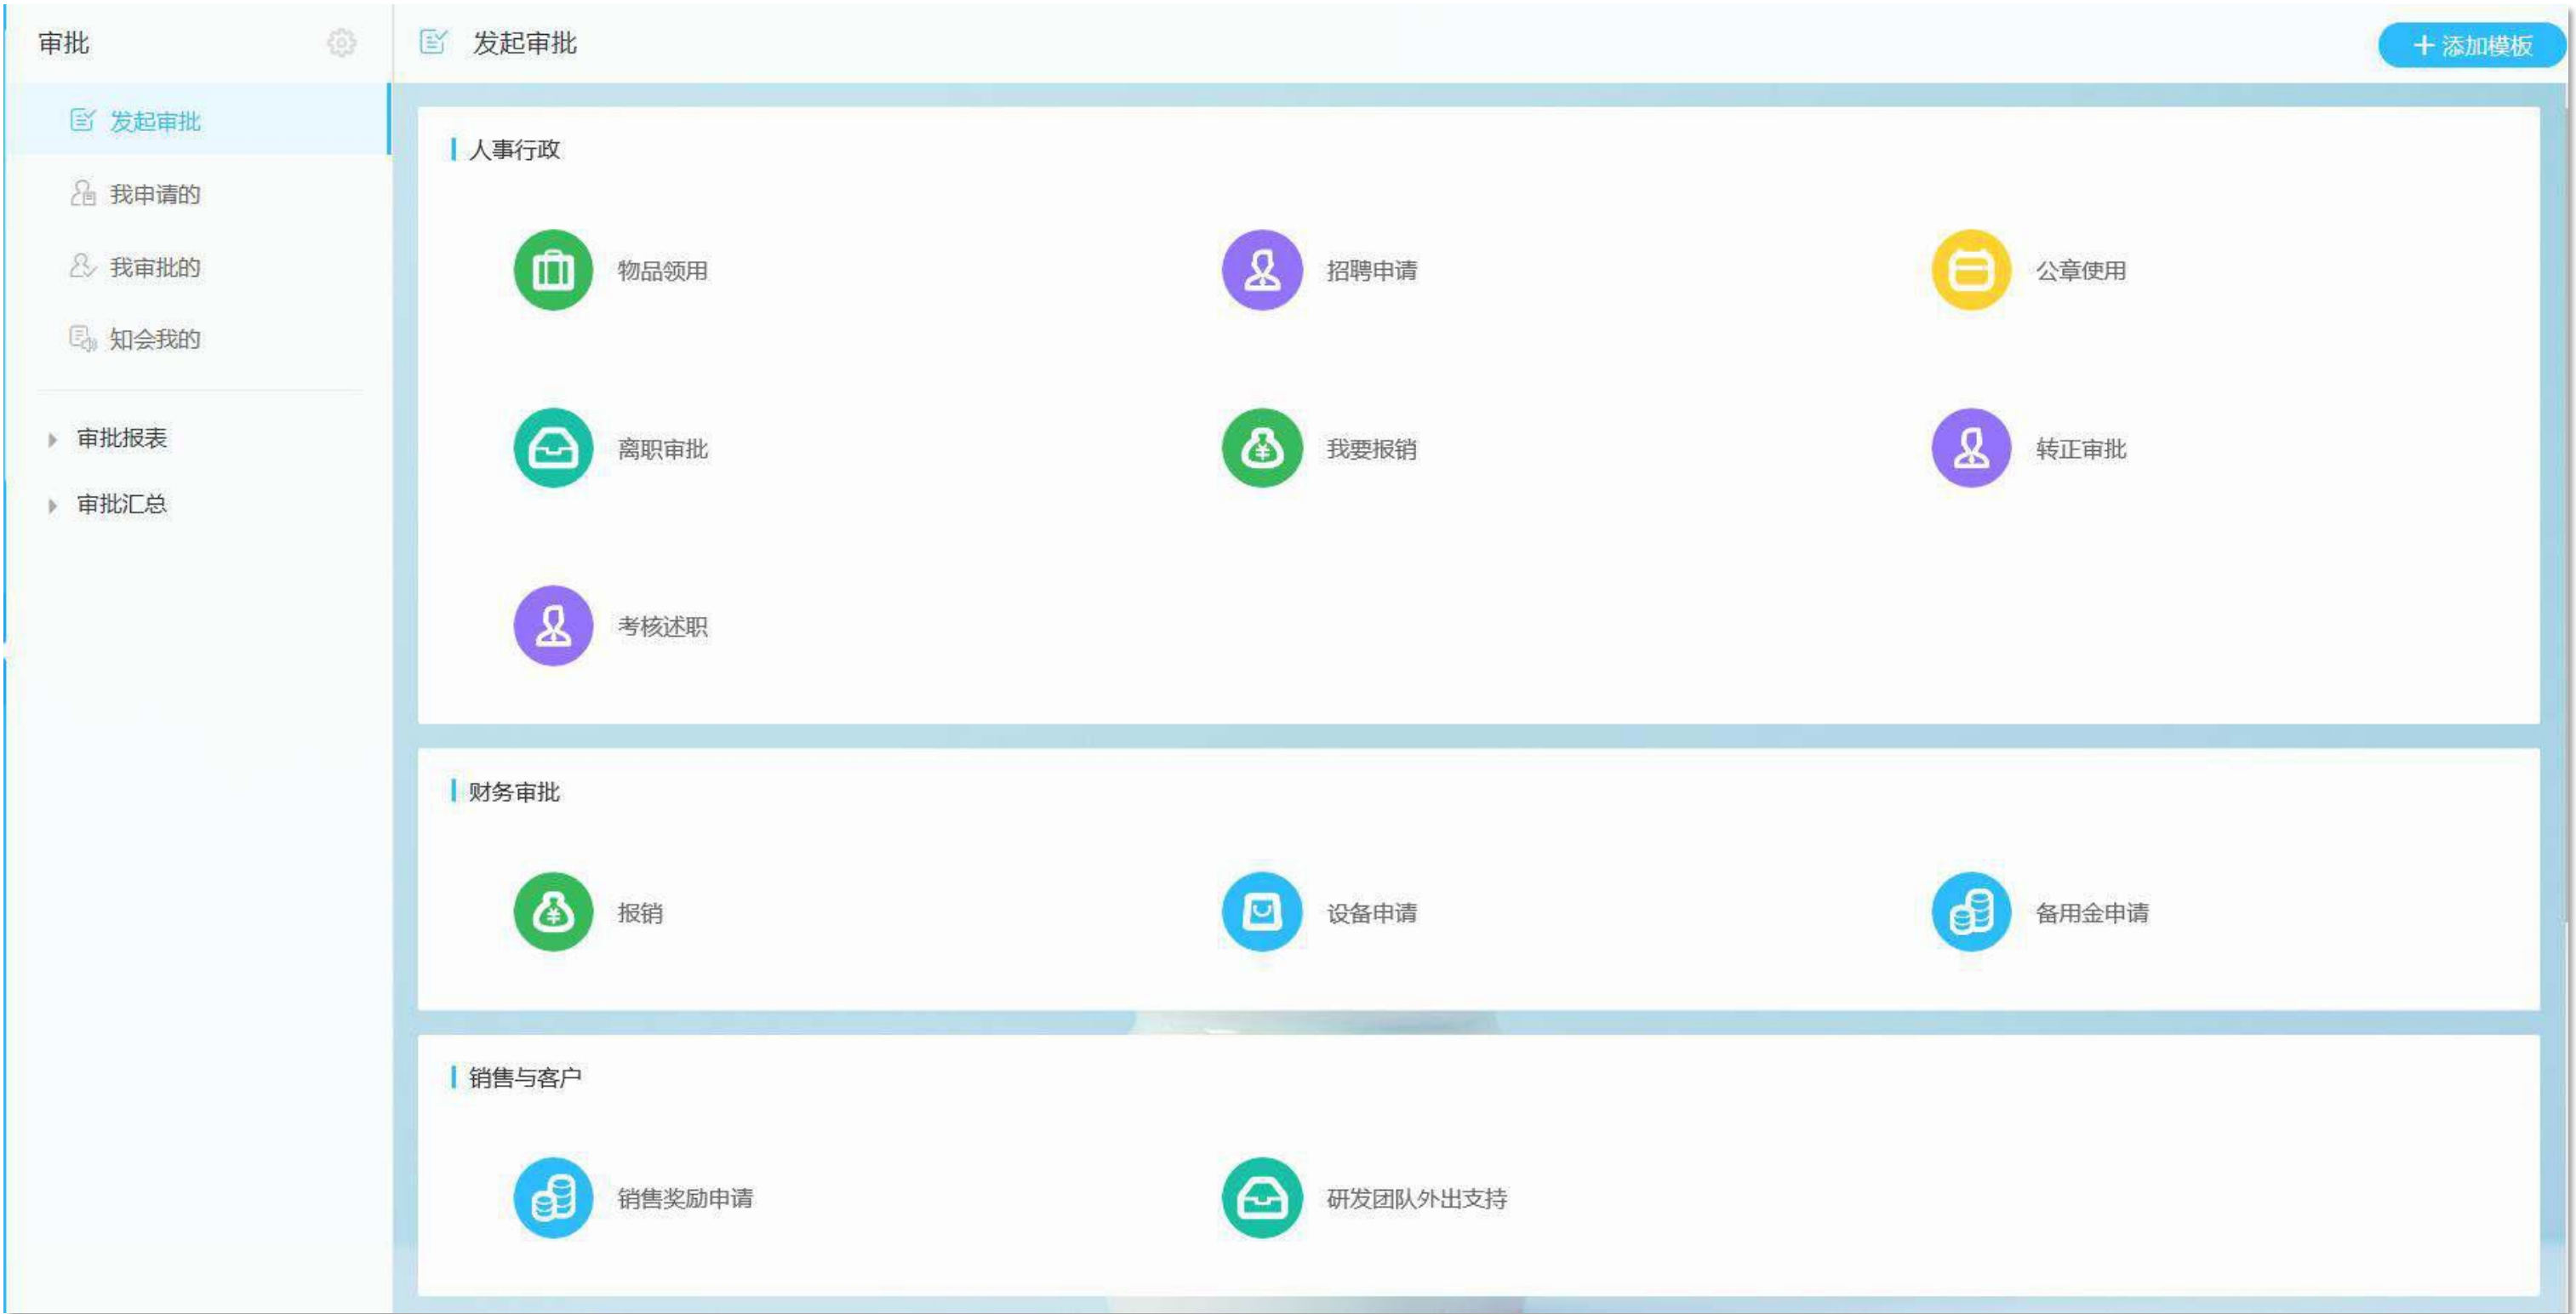 审批
发起审批
我申请的
我审批的
知会我的
审批报表
审批汇总
发起审批
添加模板
人事行政
物品领用
招聘申请
公章使用
离职审批
我要报销
转正审批
考核述职
财务审批
报销
设备申请
备用金申请
销售与客户
销售奖励申请
研发团队外出支持